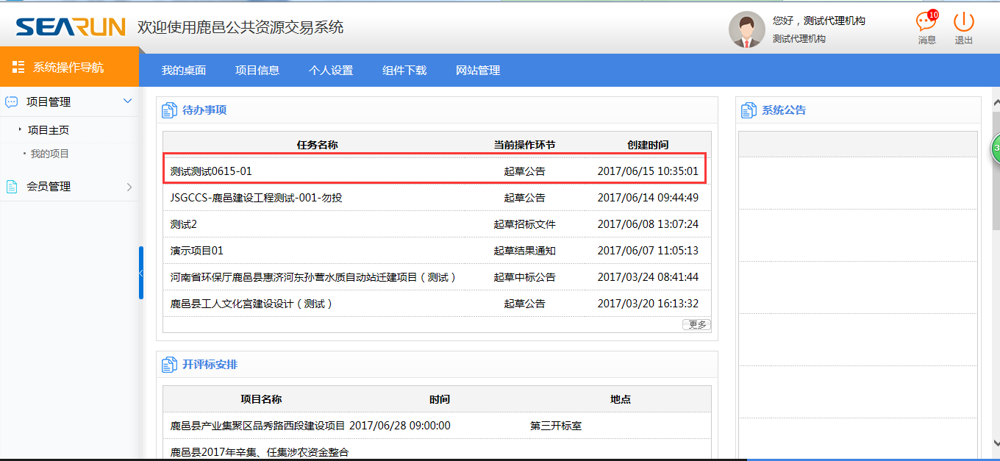 SEARUN 欢迎使用鹿邑公共资源交易系统
您好，测试代理机构
测试代理机构
10
消息
退出
系统操作导航
我的桌面 项目信息 个人设置 组件下载 网站管理
项目管理
项目主页
我的项目
会员管理
待办事项
任务名称 当前操作环节 创建时间
测试测试0615-01 起草公告 2017/06/15 10:35:01
JSGCCS-鹿邑建设工程测试-001-勿投 起草公告 2017/06/14 09:44:49
测试2 起草招标文件 2017/06/08 13:07:24
演示项目01 起草结果通知 2017/06/07 11:05:13
河南省环保厅鹿邑县惠济河东孙营水质自动站迁建项目（测试） 起草中标公告 2017/03/24 08:41:44
鹿邑县工人文化宫建设设计（测试） 起草公告 2017/03/20 16:13:32
更多
开评标安排
项目名称 时间 地点
鹿邑县产业集聚区品秀路西段建设项目 2017/06/28 09:00:00 第三开标室
鹿邑县2017年辛集、任集涉农资金整合
系统公告
3